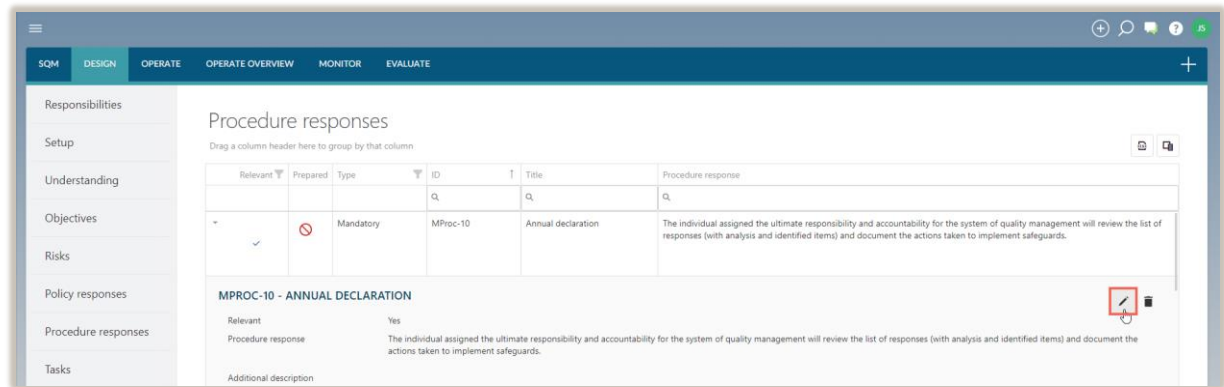 JS
SQM DESIGN OPERATE OPERATE OVERVIEW MONITOR EVALUATE
Responsibilities
Setup
Understanding
Objectives
Risks
Policy responses
Procedure responses
Tasks
Procedure responses
Drag a column header here to group by that column
Relevant Prepared Type ID Title Procedure response
Mandatory MProc-10 Annual declaration The individual assigned the ultimate responsibility and accountability for the system of quality management will review the list of
responses (with analysis and identified items) and document the actions taken to implement safeguards.
MPROC-10 - ANNUAL DECLARATION
Relevant Yes
Procedure response The individual assigned the ultimate responsibility and accountability for the system of quality management will review the list of responses (with analysis and identified items) and document the
actions taken to implement safeguards.
Additional description